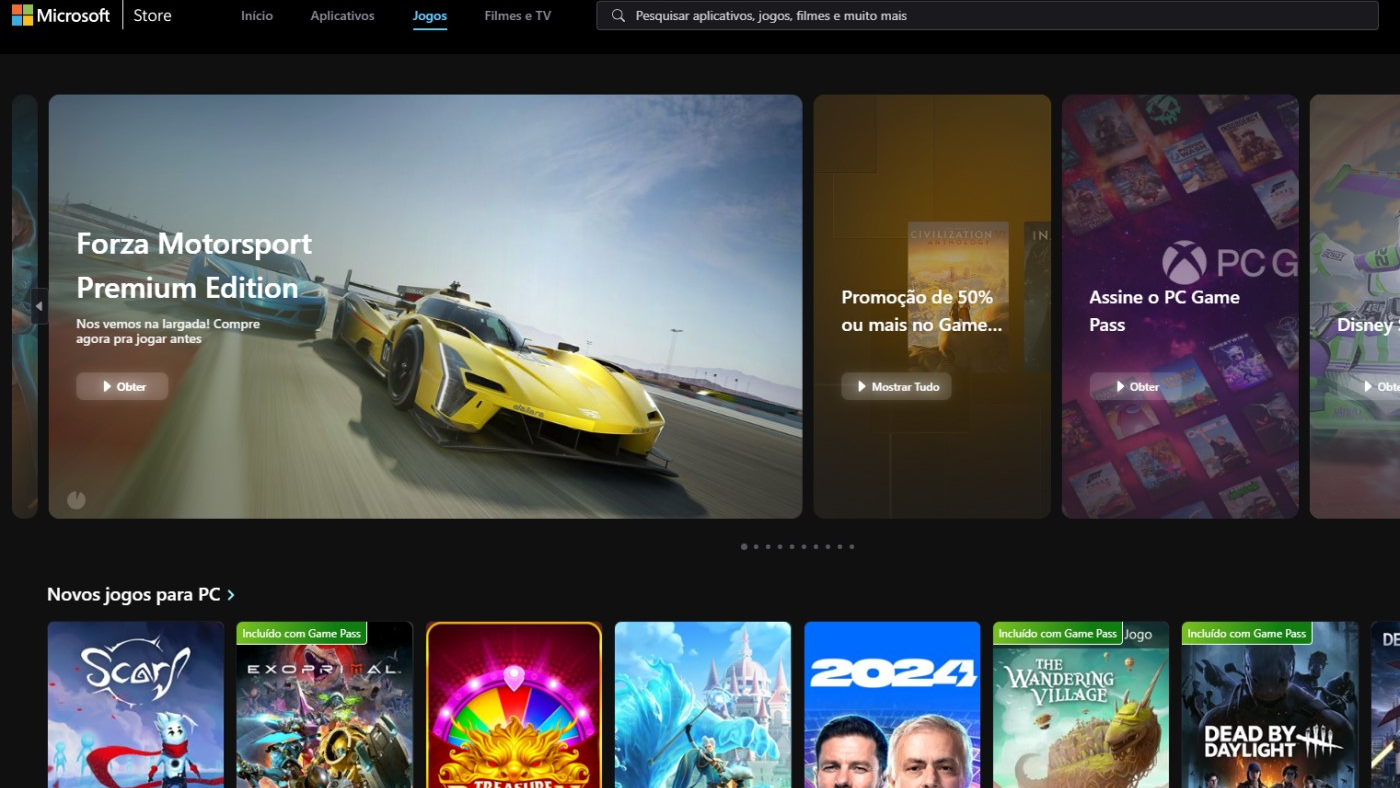 Microsoft
Store
Início
Aplicativos
Jogos
Filmes e TV
Pesquisar aplicativos, jogos, filmes e muito mais
Forza Motorsport
Premium Edition
Nos vemos na largada! Compre
agora pra jogar antes
Obter
CIVILIZATION
ANTHOLOGY
IN
Promoção de 50%
ou mais no Game...
Mostrar Tudo
PC G
Assine o PC Game
Pass
Obter
Disney
Obte
Novos jogos para PC
Scarf
Incluído com Game Pass
EXOPRIMAL
TREASURE
2024
Incluído com Game Pass
Jogo
THE
WANDERING
VILLAGE
Incluído com Game Pass
DEAD BY
DAYLIGHT
DE